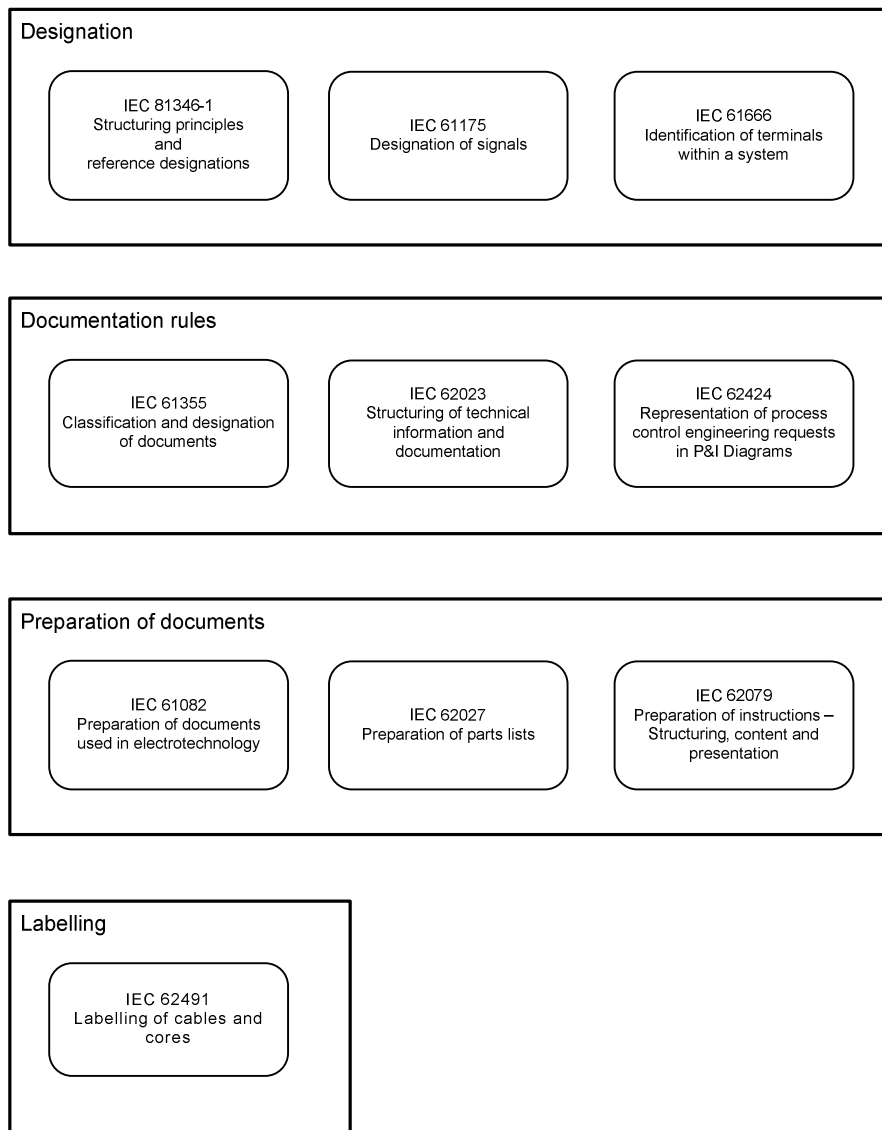 Designation
IEC 81346-1
Structuring principles
and
reference designations
IEC 61175
Designation of signals
IEC 61666
Identification of terminals
within a system
Documentation rules
IEC 61355
Classification and designation
of documents
IEC 62023
Structuring of technical
information and
documentation
IEC 62424
Representation of process
control engineering requests
in P&I Diagrams
Preparation of documents
IEC 61082
Preparation of documents
used in electrotechnology
IEC 62027
Preparation of parts lists
IEC 62079
Preparation of instructions –
Structuring, content and
presentation
Labelling
IEC 62491
Labelling of cables and
cores